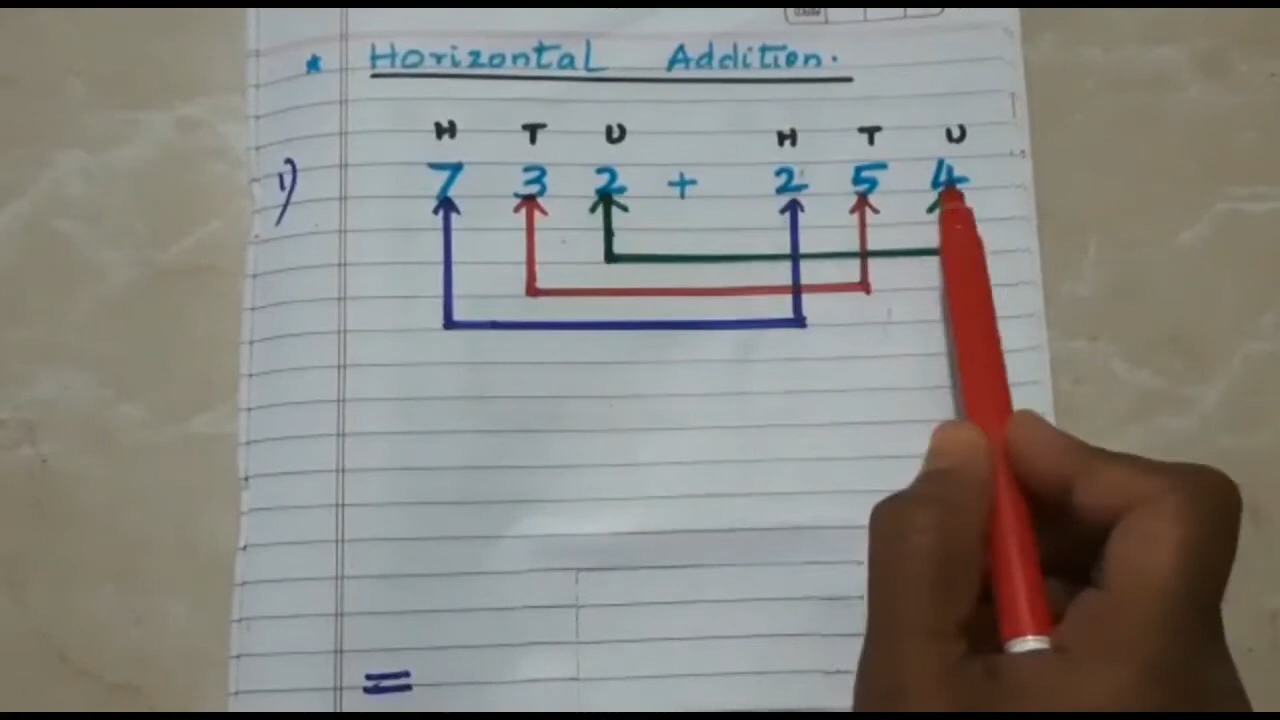 * Horizontal Addition.
H T U H T U
1) 7 3 2 + 2 5 4
=